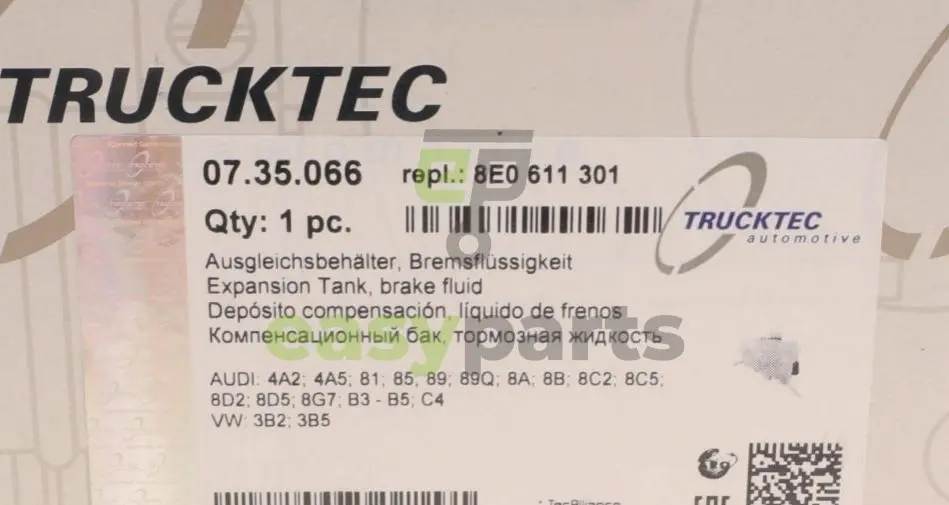 TRUCKTEC
07.35.066 repl.: 8E0 611 301
Qty: 1 pc.
TRUCKTEC
automotive
TRUCKTEC
Ausgleichsbehälter, Bremsflüssigkeit
Expansion Tank, brake fluid
Depósito compensación, líquido de frenos
Компенсационный бак, тормозная жидкость
easyparts
AUDI: 4A2; 4A5; 81; 85; 89; 89Q; 8A; 8B; 8C2; 8C5;
8D2; 8D5; 8G7; B3 - B5; C4
VW: 3B2; 3B5